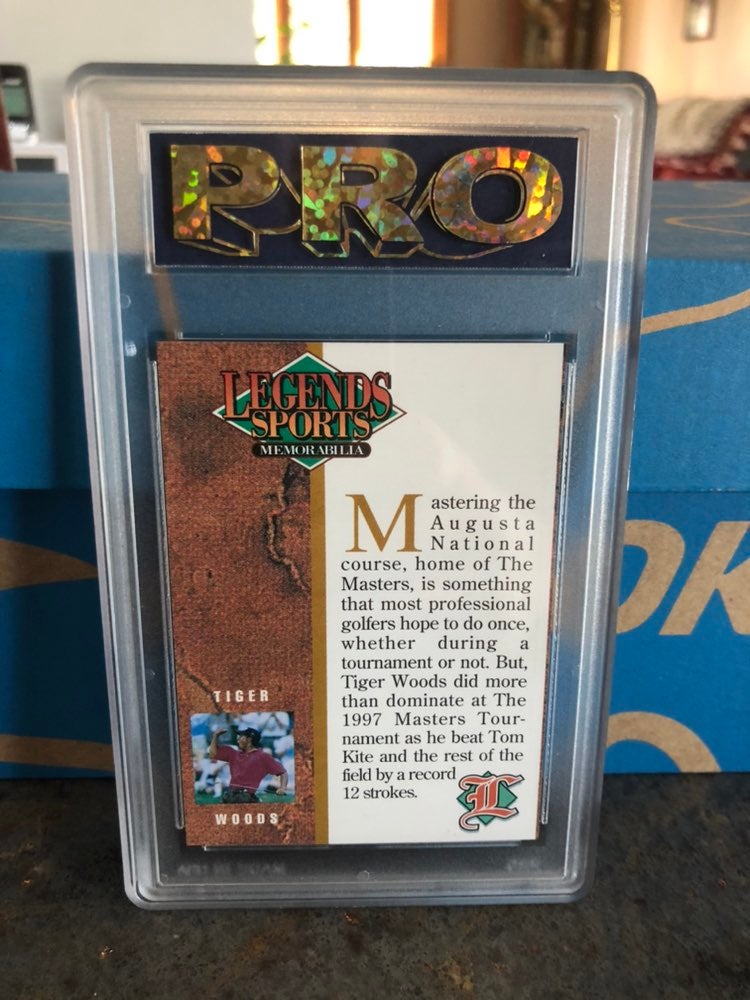 PRO
LEGENDS
SPORTS
MEMORABILIA
Mastering the
Augusta
National
course, home of The
Masters, is something
that most professional
golfers hope to do once,
whether during a
tournament or not. But,
Tiger Woods did more
than dominate at The
1997 Masters Tour-
nament as he beat Tom
Kite and the rest of the
field by a record
12 strokes.
TIGER
WOODS
L
OK